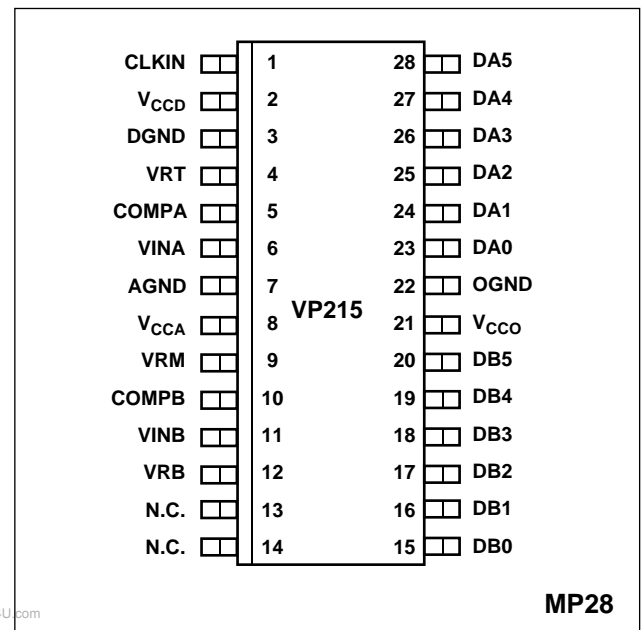 CLKIN 1 28 DA5
VCCD 2 27 DA4
DGND 3 26 DA3
VRT 4 25 DA2
COMPA 5 24 DA1
VINA 6 23 DA0
AGND 7 22 OGND
VP215
VCCA 8 21 VCCO
VRM 9 20 DB5
COMPB 10 19 DB4
VINB 11 18 DB3
VRB 12 17 DB2
N.C. 13 16 DB1
N.C. 14 15 DB0
MP28
U.com